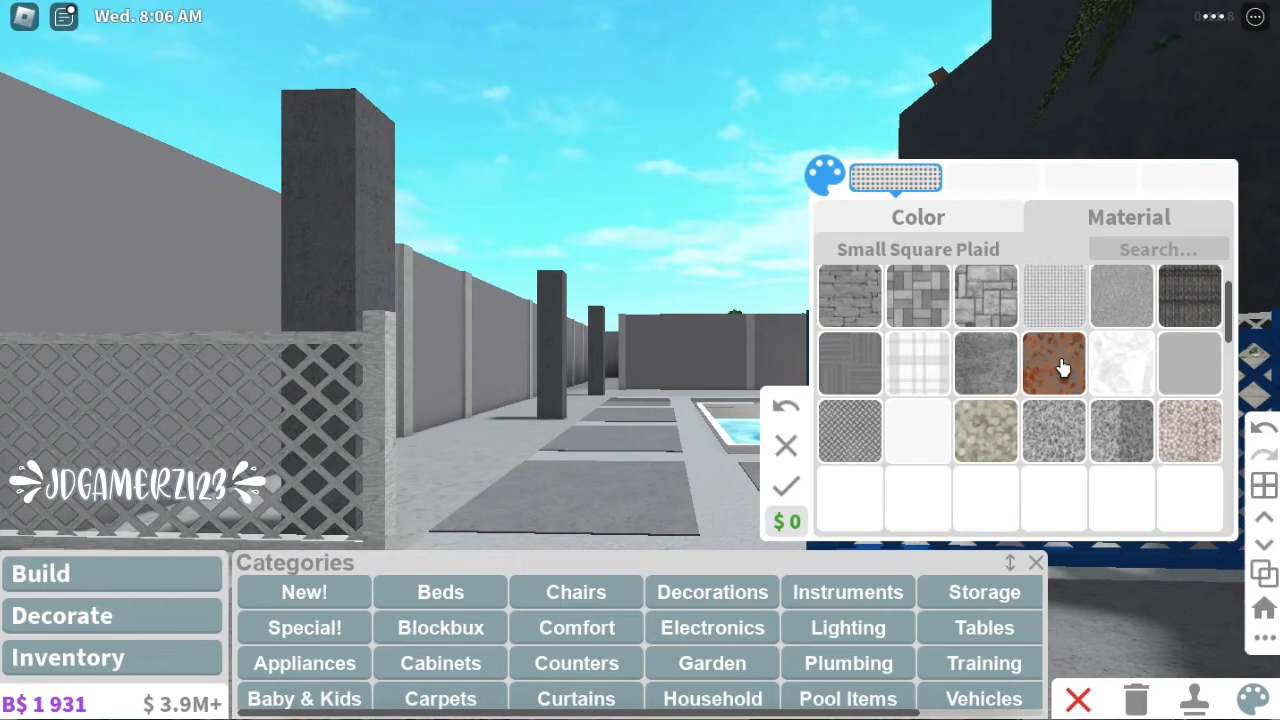 Wed. 8:06 AM
Color
Material
Small Square Plaid
Search...
JDGAMERZ123
$ 0
Build
Decorate
Inventory
B$ 1 931
$ 3.9M+
Categories
New!
Beds
Chairs
Decorations
Instruments
Storage
Special!
Blockbux
Comfort
Electronics
Lighting
Tables
Appliances
Cabinets
Counters
Garden
Plumbing
Training
Baby & Kids
Carpets
Curtains
Household
Pool Items
Vehicles